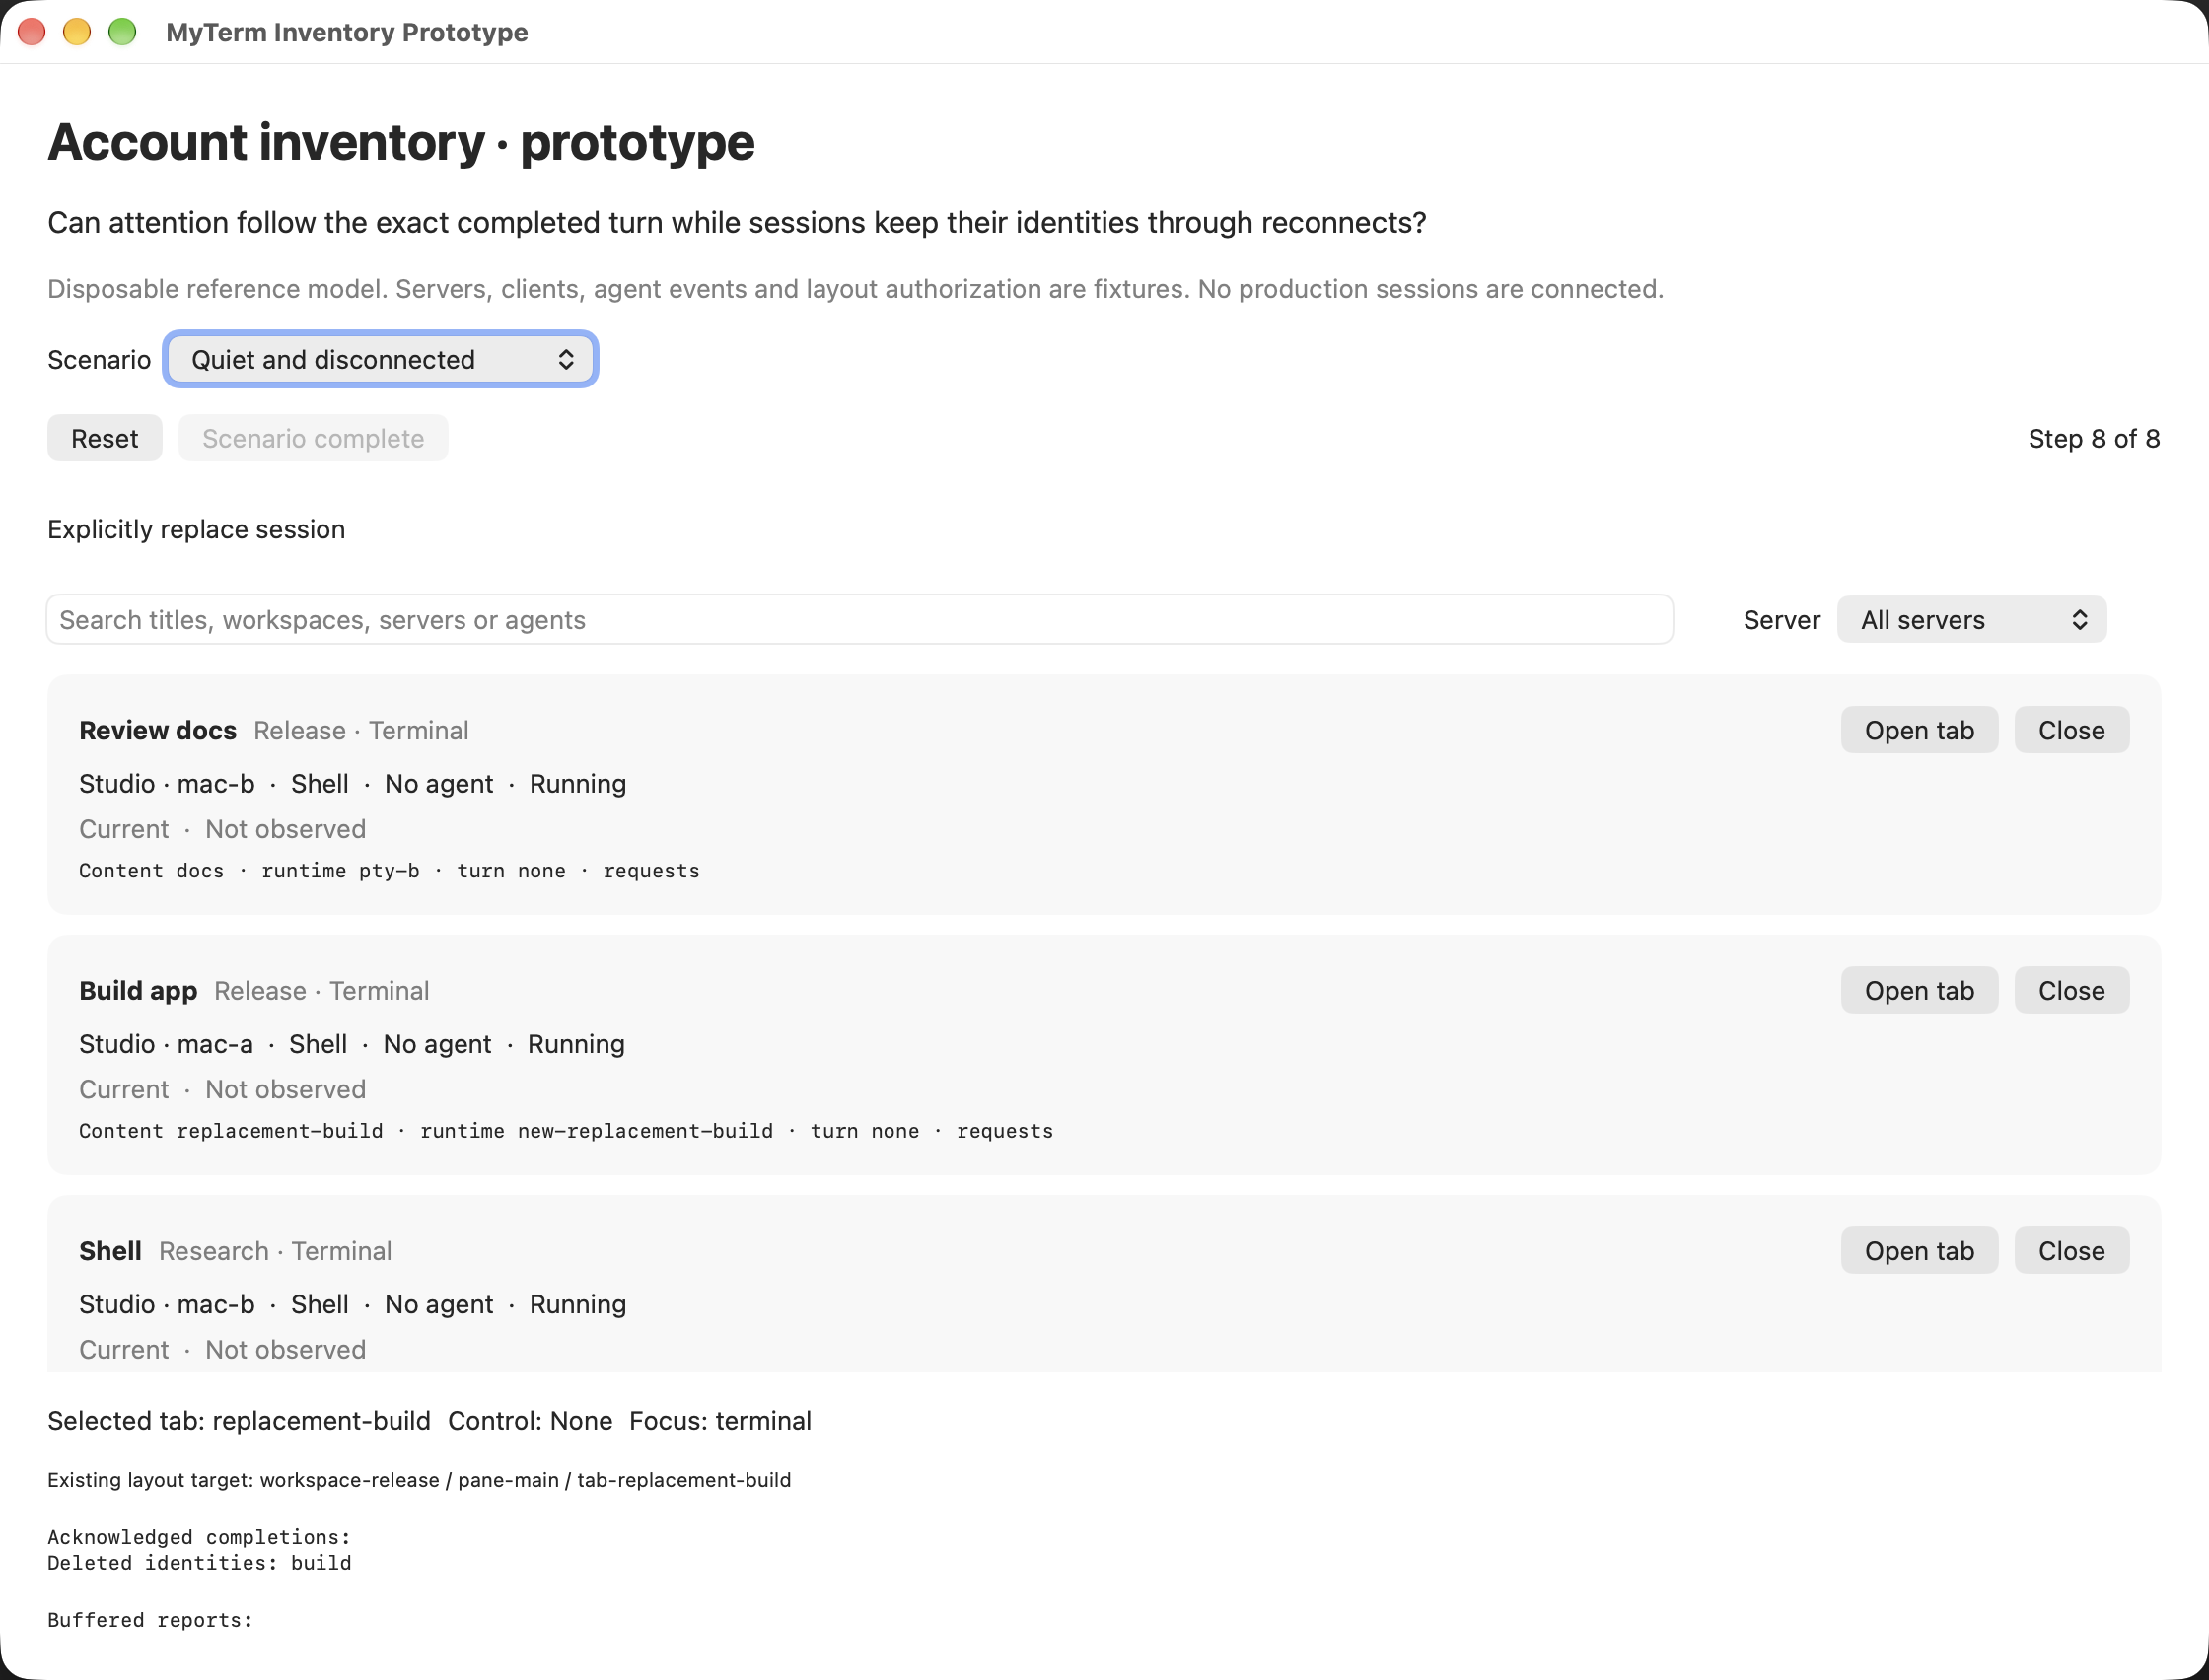 MyTerm Inventory Prototype
Account inventory · prototype
Can attention follow the exact completed turn while sessions keep their identities through reconnects?
Disposable reference model. Servers, clients, agent events and layout authorization are fixtures. No production sessions are connected.
Scenario Quiet and disconnected
Reset Scenario complete Step 8 of 8
Explicitly replace session
Search titles, workspaces, servers or agents Server All servers
Review docs Release · Terminal Open tab Close
Studio · mac-b · Shell · No agent · Running
Current · Not observed
Content docs · runtime pty-b · turn none · requests
Build app Release · Terminal Open tab Close
Studio · mac-a · Shell · No agent · Running
Current · Not observed
Content replacement-build · runtime new-replacement-build · turn none · requests
Shell Research · Terminal Open tab Close
Studio · mac-b · Shell · No agent · Running
Current · Not observed
Selected tab: replacement-build Control: None Focus: terminal
Existing layout target: workspace-release / pane-main / tab-replacement-build
Acknowledged completions:
Deleted identities: build
Buffered reports: